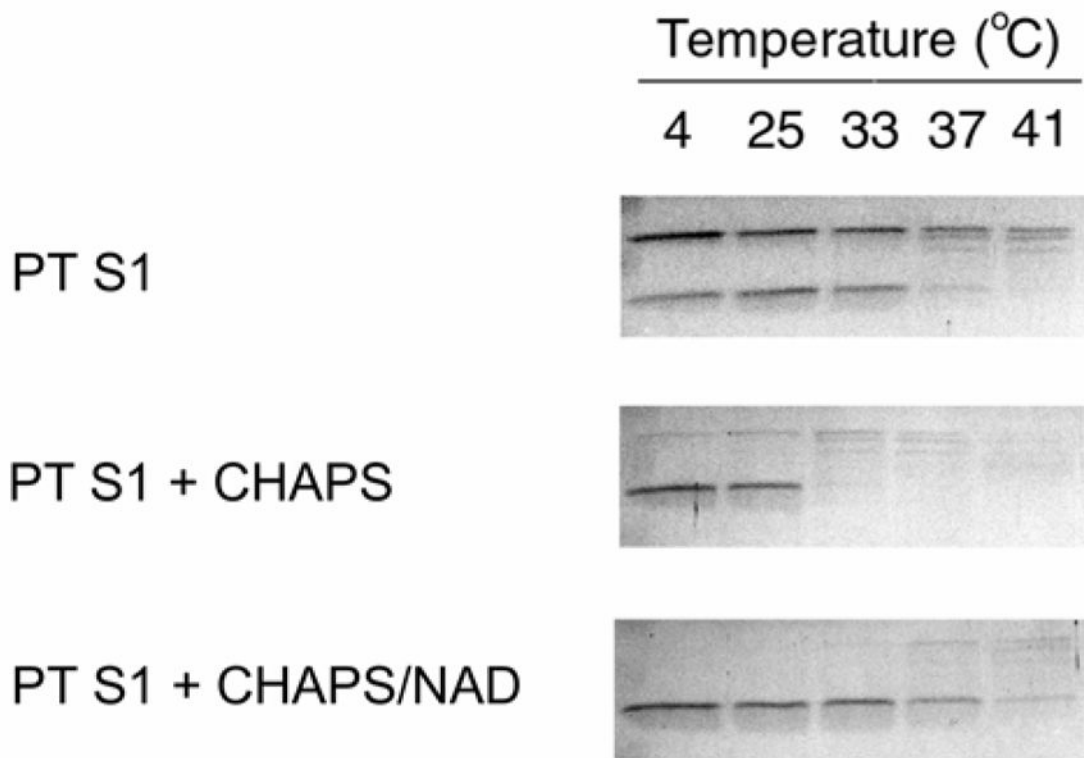 Temperature (°C)
4 25 33 37 41
PT S1
PT S1 + CHAPS
PT S1 + CHAPS/NAD